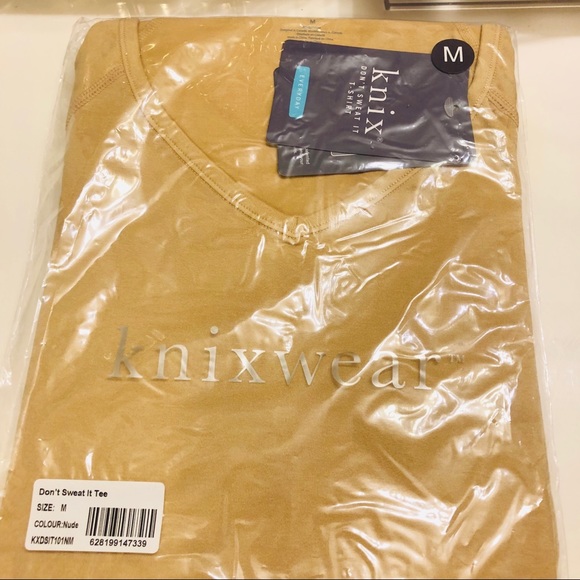 M
M
knix
DON'T SWEAT IT
T-SHIRT
EVERYDAY
knixwear™
Don't Sweat It Tee
SIZE: M
COLOUR:Nude
KXDSIT101NM
628199147339